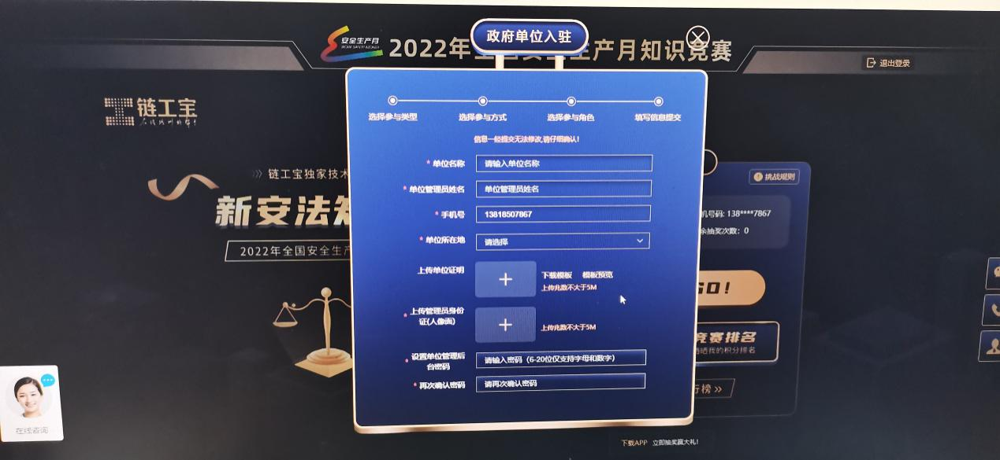 安全生产月
2022年全国安全生产月知识竞赛
政府单位入驻
退出登录
链工宝
选择参与类型
选择参与方式
选择参与角色
填写信息提交
信息一经提交无法修改,请仔细确认!
* 单位名称
请输入单位名称
* 单位管理员姓名
单位管理员姓名
* 手机号
13818507867
* 单位所在地
请选择
上传单位证明
+
下载模板 模板预览
上传兆数不大于5M
* 上传管理员身份
证(人像面)
+
上传兆数不大于5M
* 设置单位管理后
台密码
请输入密码(6-20位仅支持字母和数字)
* 再次确认密码
请再次确认密码
链工宝独家技术
新安法知
2022年全国安全生产
挑战规则
机号码: 138****7867
余抽奖次数: 0
GO!
竞赛排名
晒晒我的积分排名
行榜 »
在线咨询
下载APP 立即抽奖赢大礼!